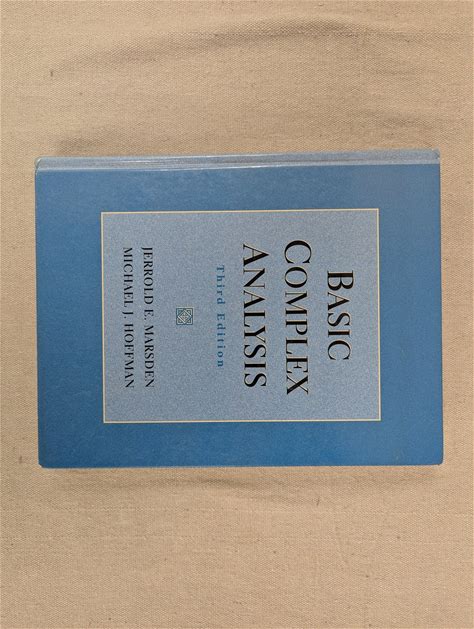 BASIC
COMPLEX
ANALYSIS
Third Edition
JERROLD E. MARSDEN
MICHAEL J. HOFFMAN